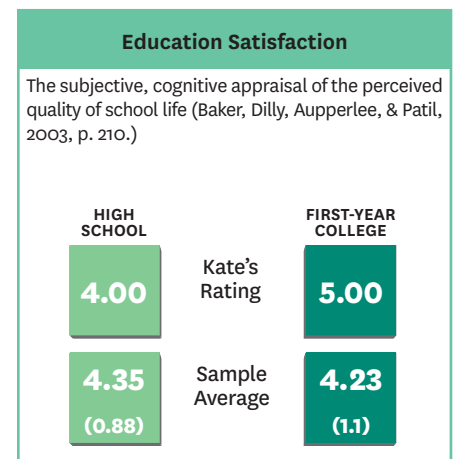 Education Satisfaction
The subjective, cognitive appraisal of the perceived
quality of school life (Baker, Dilly, Aupperlee, & Patil,
2003, p. 210.)
HIGH
SCHOOL
FIRST-YEAR
COLLEGE
4.00
Kate’s
Rating
5.00
4.35
(0.88)
Sample
Average
4.23
(1.1)